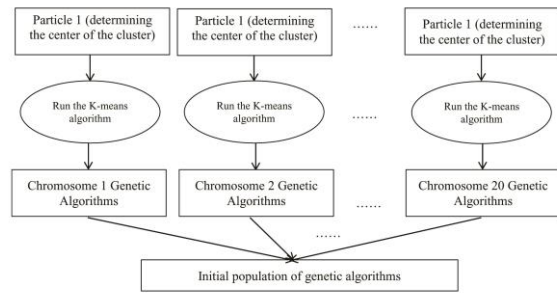 Particle 1 (determining
the center of the cluster)
Particle 1 (determining
the center of the cluster)
......
Particle 1 (determining
the center of the cluster)
Run the K-means
algorithm
Run the K-means
algorithm
......
Run the K-means
algorithm
Chromosome 1 Genetic
Algorithms
Chromosome 2 Genetic
Algorithms
......
Chromosome 20 Genetic
Algorithms
......
Initial population of genetic algorithms